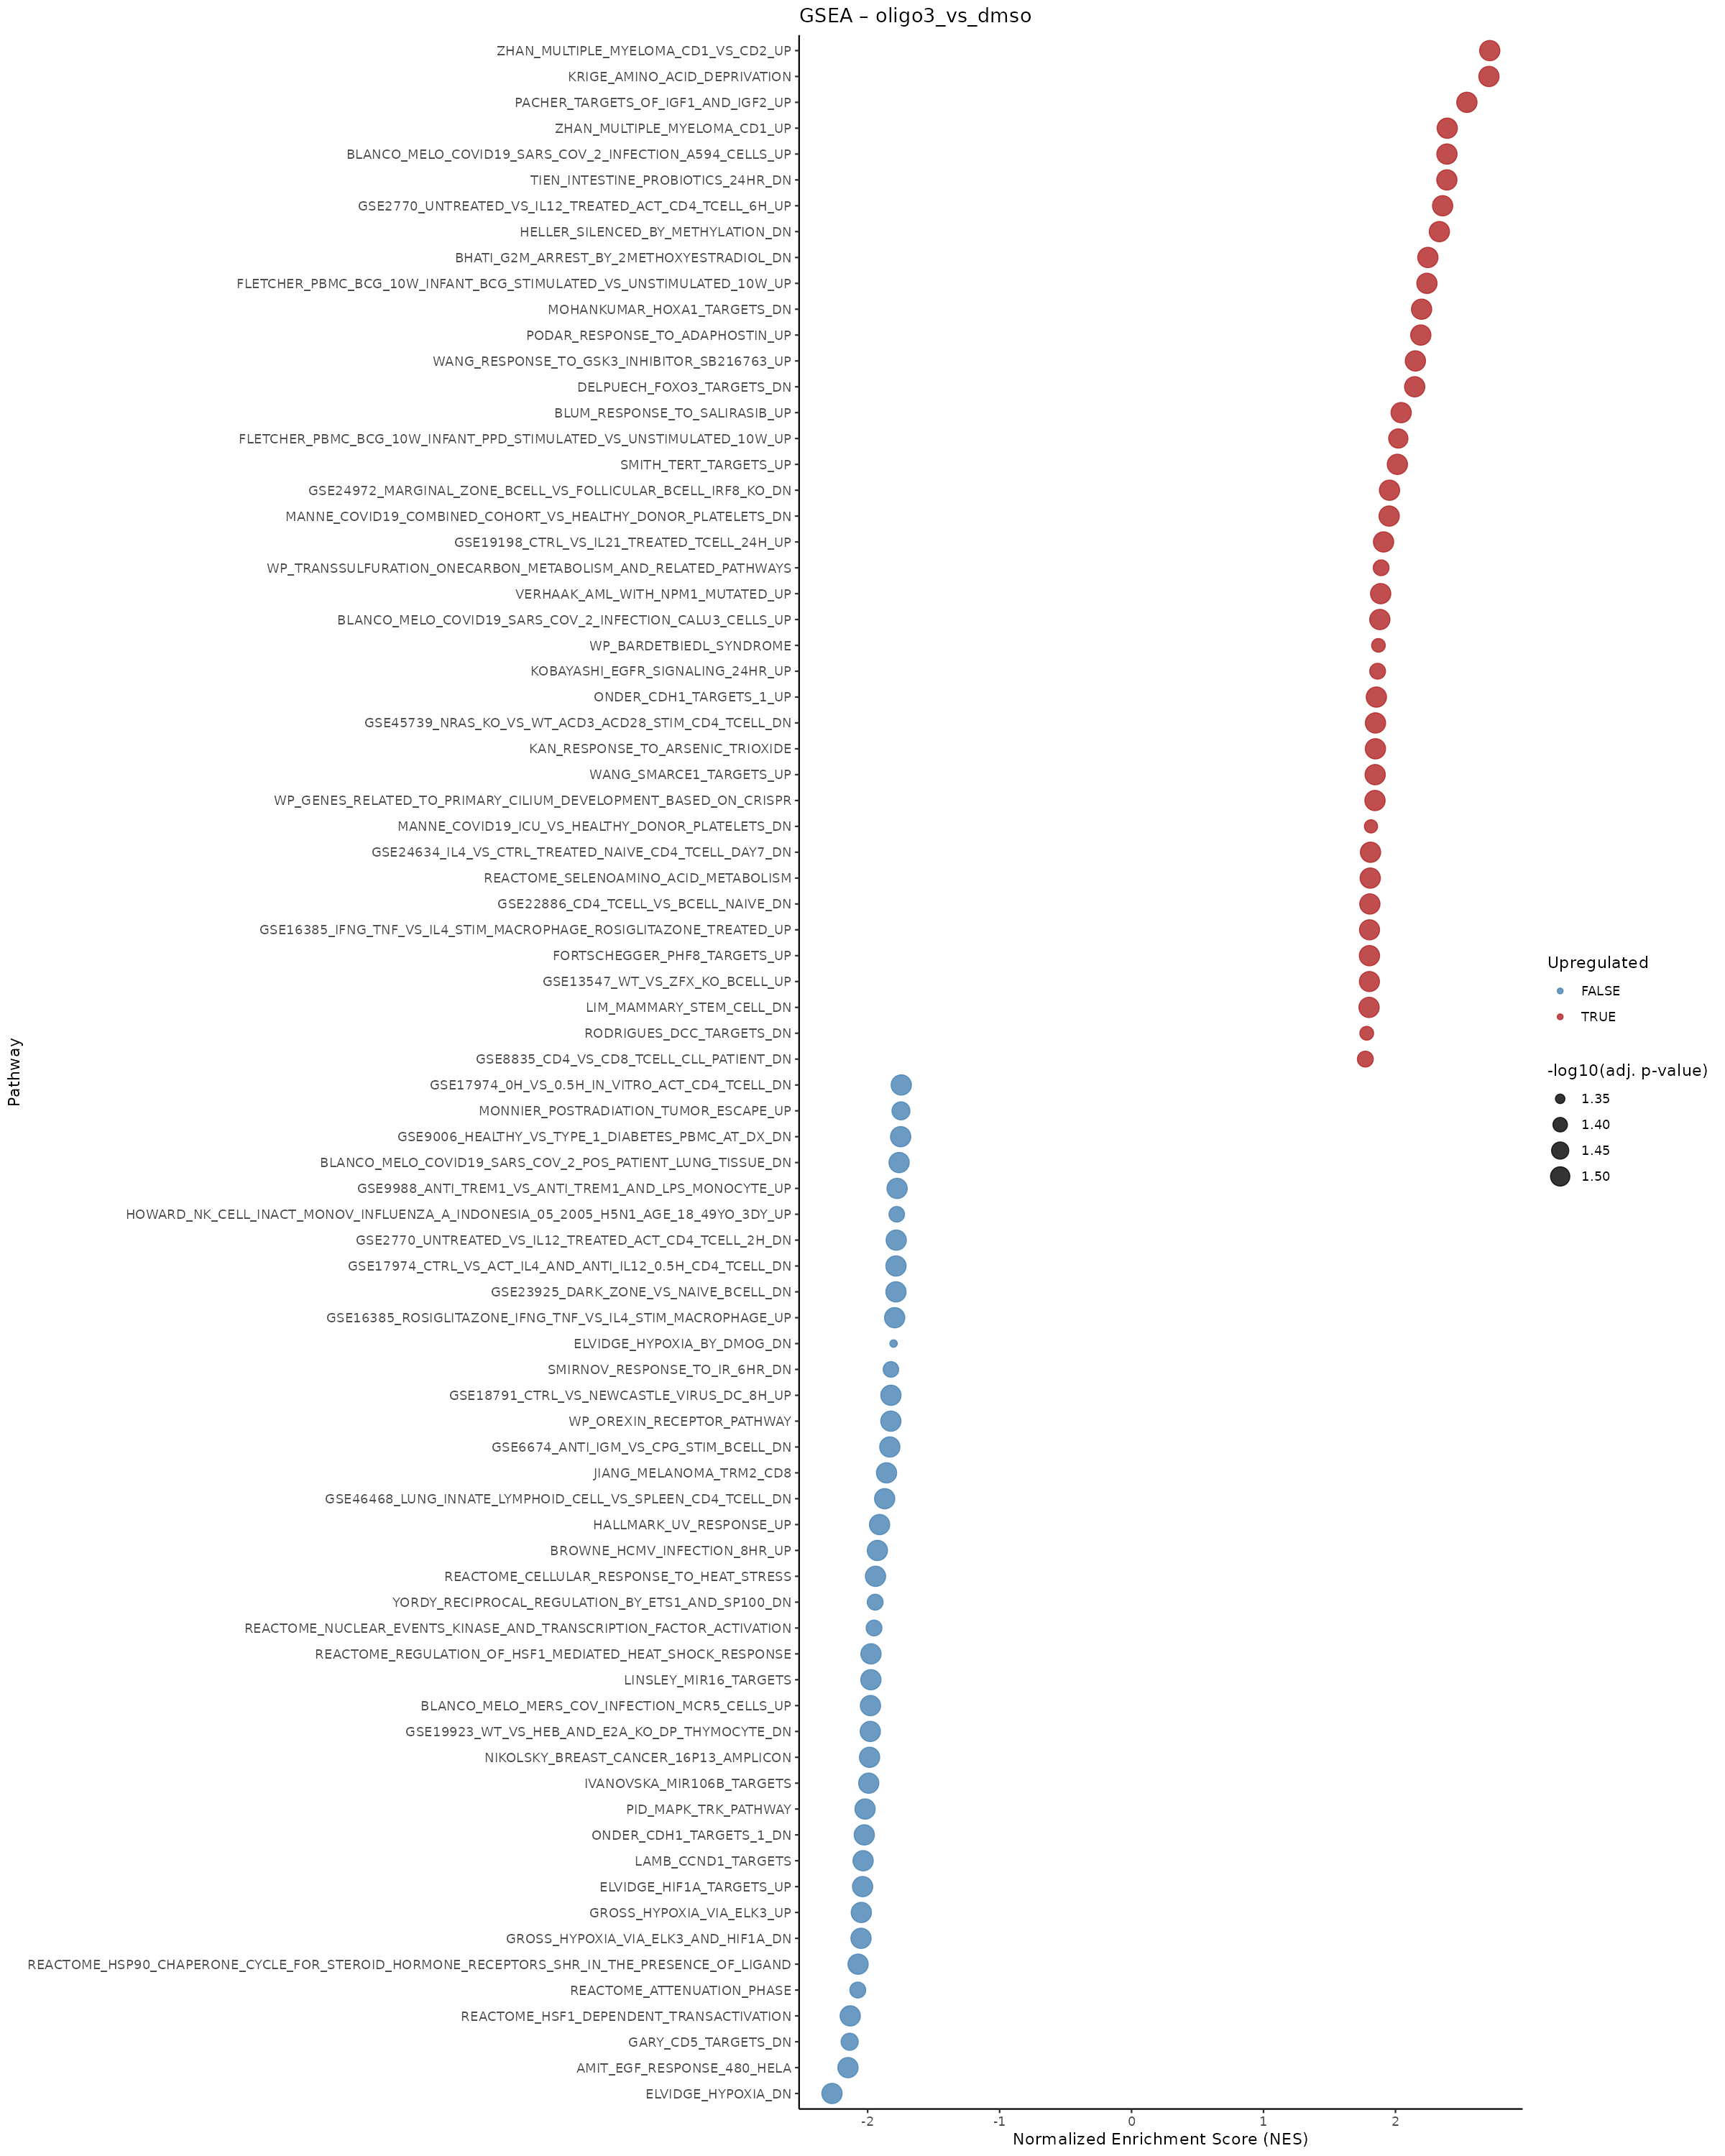 GSEA – oligo3_vs_dmso
ZHAN_MULTIPLE_MYELOMA_CD1_VS_CD2_UP
KRIGE_AMINO_ACID_DEPRIVATION
PACHER_TARGETS_OF_IGF1_AND_IGF2_UP
ZHAN_MULTIPLE_MYELOMA_CD1_UP
BLANCO_MELO_COVID19_SARS_COV_2_INFECTION_A594_CELLS_UP
TIEN_INTESTINE_PROBIOTICS_24HR_DN
GSE2770_UNTREATED_VS_IL12_TREATED_ACT_CD4_TCELL_6H_UP
HELLER_SILENCED_BY_METHYLATION_DN
BHATI_G2M_ARREST_BY_2METHOXYESTRADIOL_DN
FLETCHER_PBMC_BCG_10W_INFANT_BCG_STIMULATED_VS_UNSTIMULATED_10W_UP
MOHANKUMAR_HOXA1_TARGETS_DN
PODAR_RESPONSE_TO_ADAPHOSTIN_UP
WANG_RESPONSE_TO_GSK3_INHIBITOR_SB216763_UP
DELPUECH_FOXO3_TARGETS_DN
BLUM_RESPONSE_TO_SALIRASIB_UP
FLETCHER_PBMC_BCG_10W_INFANT_PPD_STIMULATED_VS_UNSTIMULATED_10W_UP
SMITH_TERT_TARGETS_UP
GSE24972_MARGINAL_ZONE_BCELL_VS_FOLLICULAR_BCELL_IRF8_KO_DN
MANNE_COVID19_COMBINED_COHORT_VS_HEALTHY_DONOR_PLATELETS_DN
GSE19198_CTRL_VS_IL21_TREATED_TCELL_24H_UP
WP_TRANSSULFURATION_ONECARBON_METABOLISM_AND_RELATED_PATHWAYS
VERHAAK_AML_WITH_NPM1_MUTATED_UP
BLANCO_MELO_COVID19_SARS_COV_2_INFECTION_CALU3_CELLS_UP
WP_BARDETBIEDL_SYNDROME
KOBAYASHI_EGFR_SIGNALING_24HR_UP
ONDER_CDH1_TARGETS_1_UP
GSE45739_NRAS_KO_VS_WT_ACD3_ACD28_STIM_CD4_TCELL_DN
KAN_RESPONSE_TO_ARSENIC_TRIOXIDE
WANG_SMARCE1_TARGETS_UP
WP_GENES_RELATED_TO_PRIMARY_CILIUM_DEVELOPMENT_BASED_ON_CRISPR
MANNE_COVID19_ICU_VS_HEALTHY_DONOR_PLATELETS_DN
GSE24634_IL4_VS_CTRL_TREATED_NAIVE_CD4_TCELL_DAY7_DN
REACTOME_SELENOAMINO_ACID_METABOLISM
GSE22886_CD4_TCELL_VS_BCELL_NAIVE_DN
GSE16385_IFNG_TNF_VS_IL4_STIM_MACROPHAGE_ROSIGLITAZONE_TREATED_UP
FORTSCHEGGER_PHF8_TARGETS_UP
GSE13547_WT_VS_ZFX_KO_BCELL_UP
LIM_MAMMARY_STEM_CELL_DN
RODRIGUES_DCC_TARGETS_DN
GSE8835_CD4_VS_CD8_TCELL_CLL_PATIENT_DN
GSE17974_0H_VS_0.5H_IN_VITRO_ACT_CD4_TCELL_DN
MONNIER_POSTRADIATION_TUMOR_ESCAPE_UP
GSE9006_HEALTHY_VS_TYPE_1_DIABETES_PBMC_AT_DX_DN
BLANCO_MELO_COVID19_SARS_COV_2_POS_PATIENT_LUNG_TISSUE_DN
GSE9988_ANTI_TREM1_VS_ANTI_TREM1_AND_LPS_MONOCYTE_UP
HOWARD_NK_CELL_INACT_MONOV_INFLUENZA_A_INDONESIA_05_2005_H5N1_AGE_18_49YO_3DY_UP
GSE2770_UNTREATED_VS_IL12_TREATED_ACT_CD4_TCELL_2H_DN
GSE17974_CTRL_VS_ACT_IL4_AND_ANTI_IL12_0.5H_CD4_TCELL_DN
GSE23925_DARK_ZONE_VS_NAIVE_BCELL_DN
GSE16385_ROSIGLITAZONE_IFNG_TNF_VS_IL4_STIM_MACROPHAGE_UP
ELVIDGE_HYPOXIA_BY_DMOG_DN
SMIRNOV_RESPONSE_TO_IR_6HR_DN
GSE18791_CTRL_VS_NEWCASTLE_VIRUS_DC_8H_UP
WP_OREXIN_RECEPTOR_PATHWAY
GSE6674_ANTI_IGM_VS_CPG_STIM_BCELL_DN
JIANG_MELANOMA_TRM2_CD8
GSE46468_LUNG_INNATE_LYMPHOID_CELL_VS_SPLEEN_CD4_TCELL_DN
HALLMARK_UV_RESPONSE_UP
BROWNE_HCMV_INFECTION_8HR_UP
REACTOME_CELLULAR_RESPONSE_TO_HEAT_STRESS
YORDY_RECIPROCAL_REGULATION_BY_ETS1_AND_SP100_DN
REACTOME_NUCLEAR_EVENTS_KINASE_AND_TRANSCRIPTION_FACTOR_ACTIVATION
REACTOME_REGULATION_OF_HSF1_MEDIATED_HEAT_SHOCK_RESPONSE
LINSLEY_MIR16_TARGETS
BLANCO_MELO_MERS_COV_INFECTION_MCR5_CELLS_UP
GSE19923_WT_VS_HEB_AND_E2A_KO_DP_THYMOCYTE_DN
NIKOLSKY_BREAST_CANCER_16P13_AMPLICON
IVANOVSKA_MIR106B_TARGETS
PID_MAPK_TRK_PATHWAY
ONDER_CDH1_TARGETS_1_DN
LAMB_CCND1_TARGETS
ELVIDGE_HIF1A_TARGETS_UP
GROSS_HYPOXIA_VIA_ELK3_UP
GROSS_HYPOXIA_VIA_ELK3_AND_HIF1A_DN
REACTOME_HSP90_CHAPERONE_CYCLE_FOR_STEROID_HORMONE_RECEPTORS_SHR_IN_THE_PRESENCE_OF_LIGAND
REACTOME_ATTENUATION_PHASE
REACTOME_HSF1_DEPENDENT_TRANSACTIVATION
GARY_CD5_TARGETS_DN
AMIT_EGF_RESPONSE_480_HELA
ELVIDGE_HYPOXIA_DN
Pathway
-2 -1 0 1 2
Normalized Enrichment Score (NES)
Upregulated
FALSE
TRUE
-log10(adj. p-value)
1.35
1.40
1.45
1.50